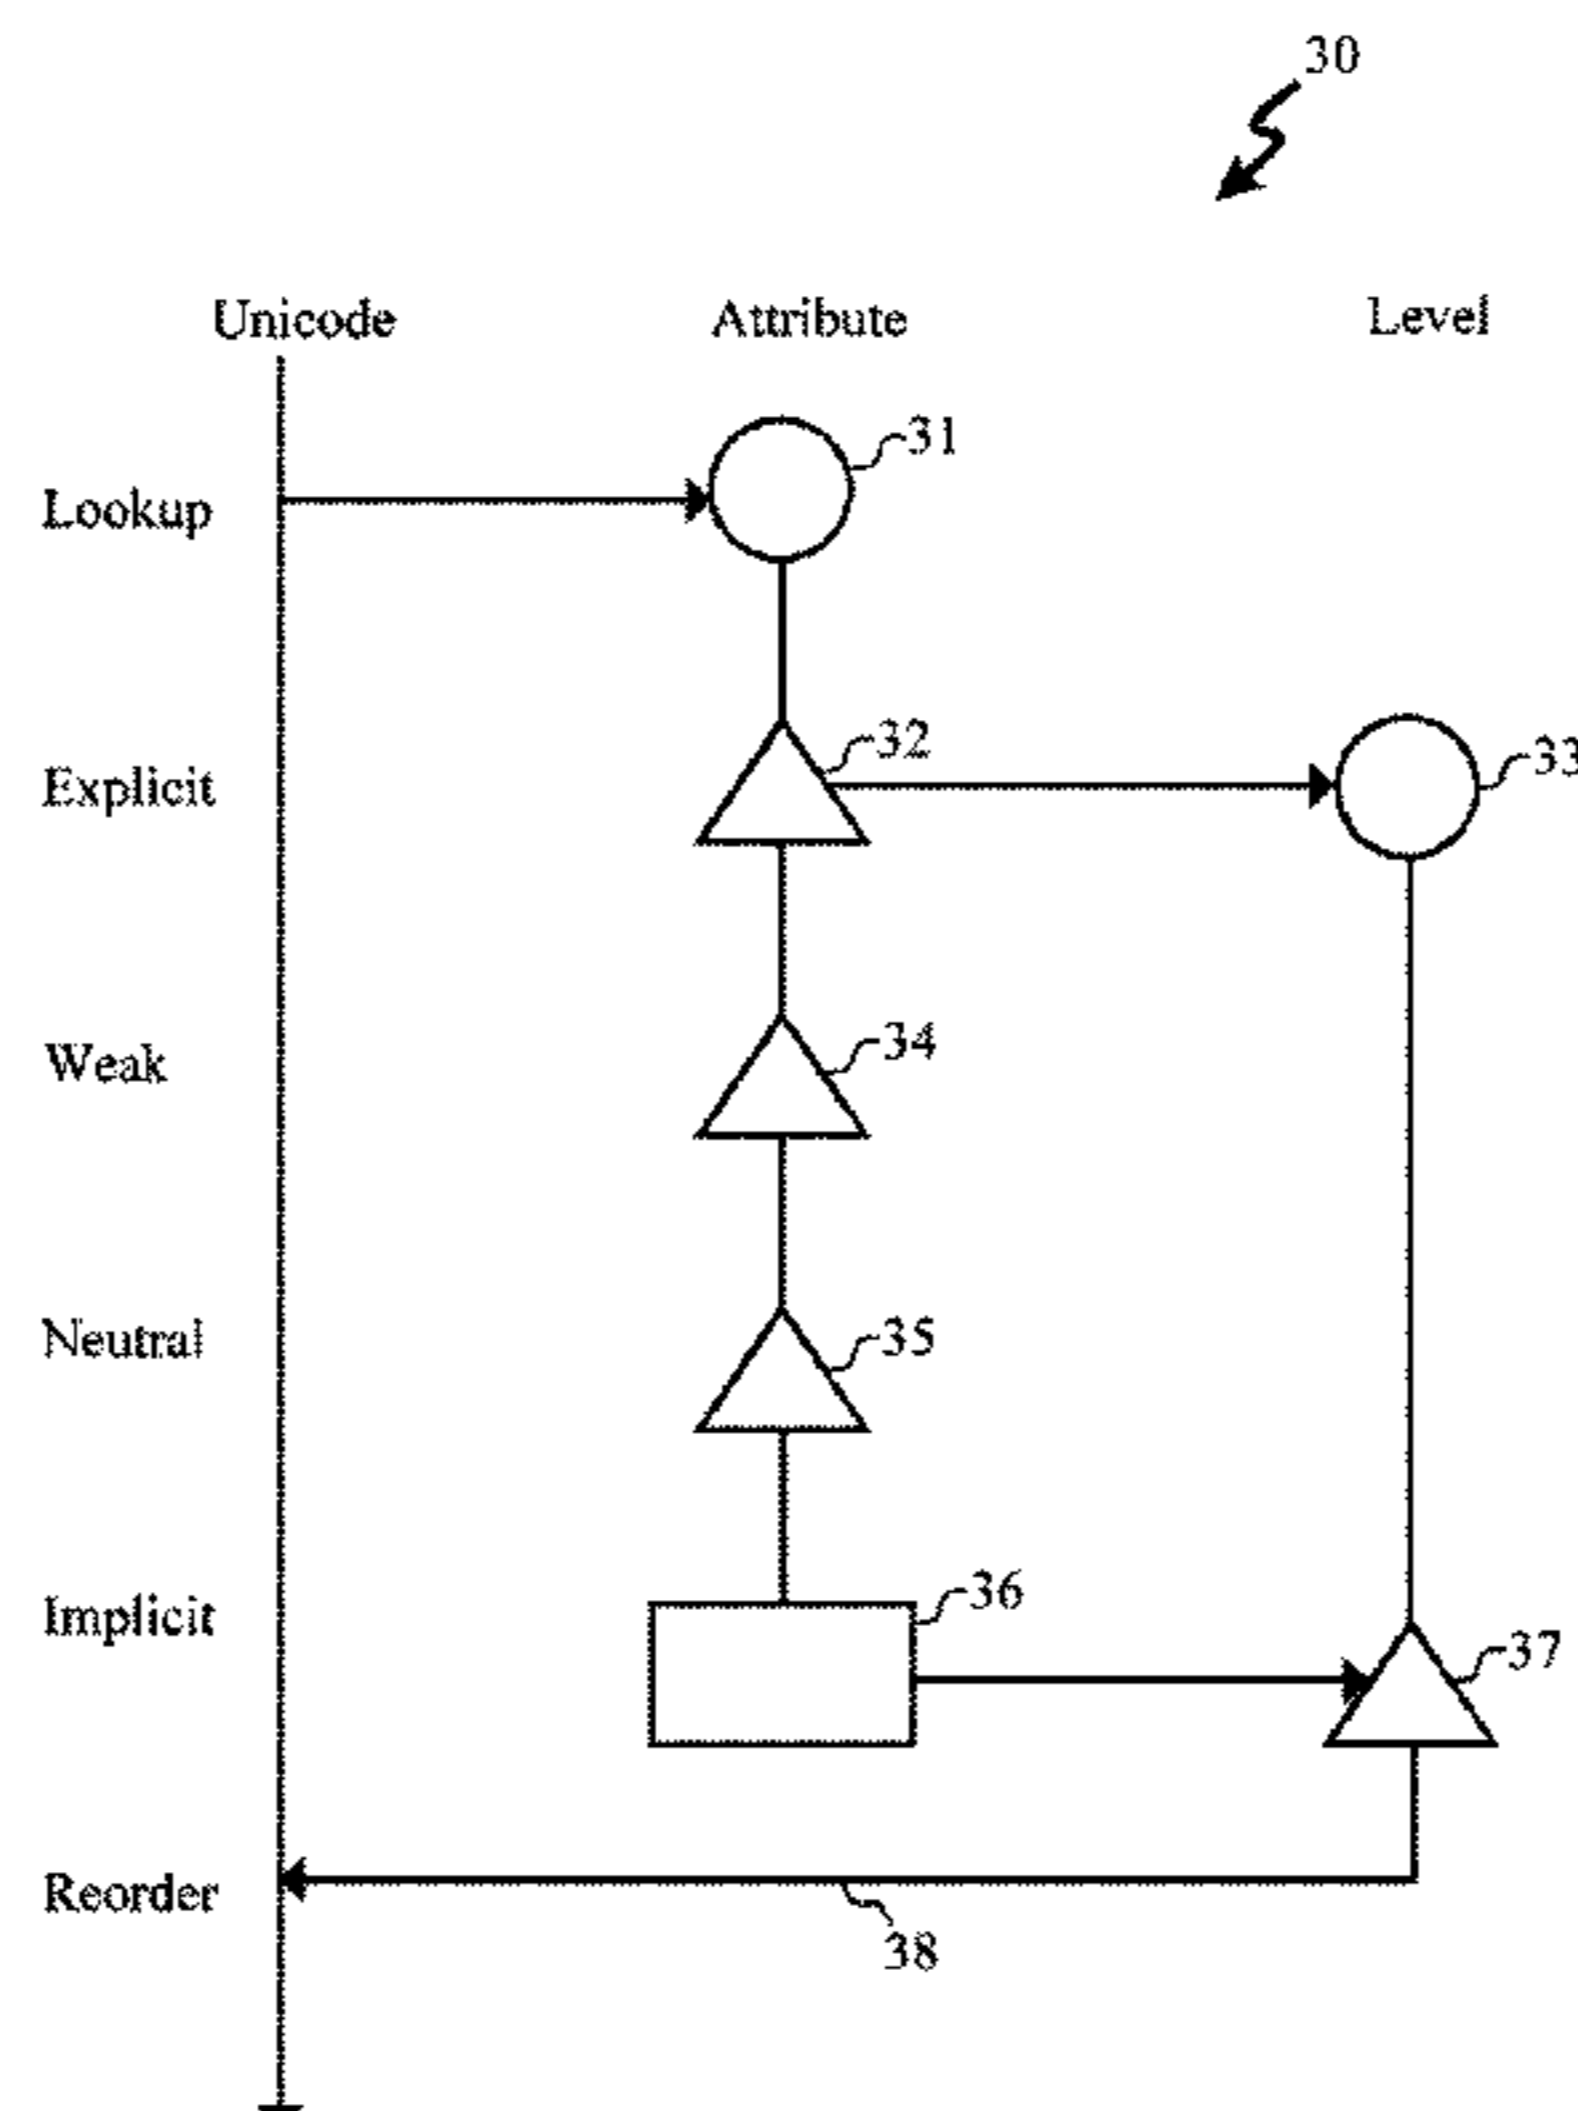 30
Unicode Attribute Level
31
Lookup
32
33
Explicit
34
Weak
35
Neutral
36
Implicit
37
Reorder
38